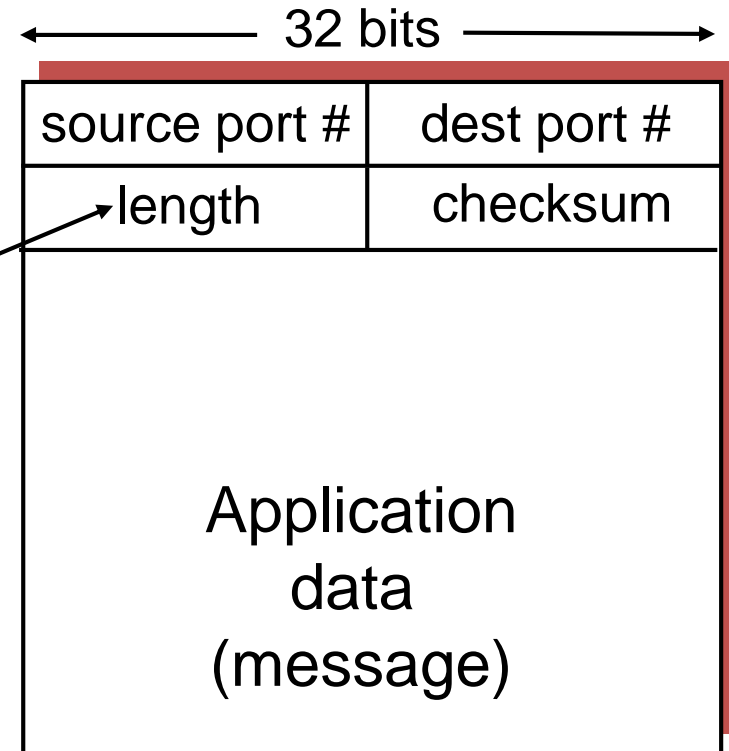 32 bits
source port # dest port #
length checksum
Application
data
(message)